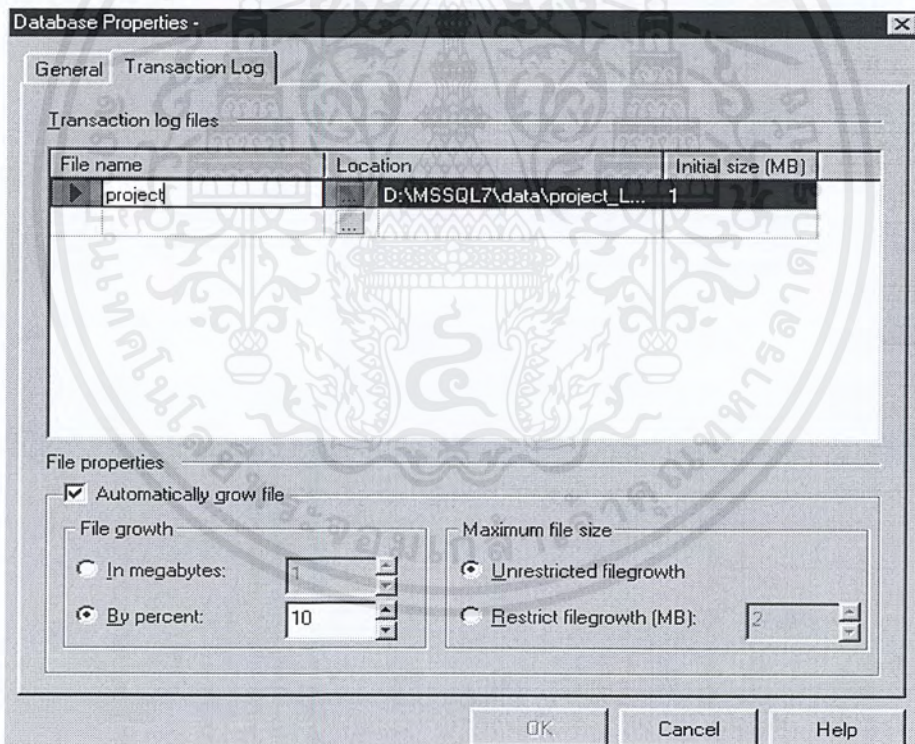 Database Properties -
General Transaction Log
Transaction log files
File name Location Initial size (MB)
project ... D:\MSSQL7\data\project_L... 1
...
File properties
Automatically grow file
File growth
In megabytes: 1
By percent: 10
Maximum file size
Unrestricted filegrowth
Restrict filegrowth (MB): 2
OK Cancel Help